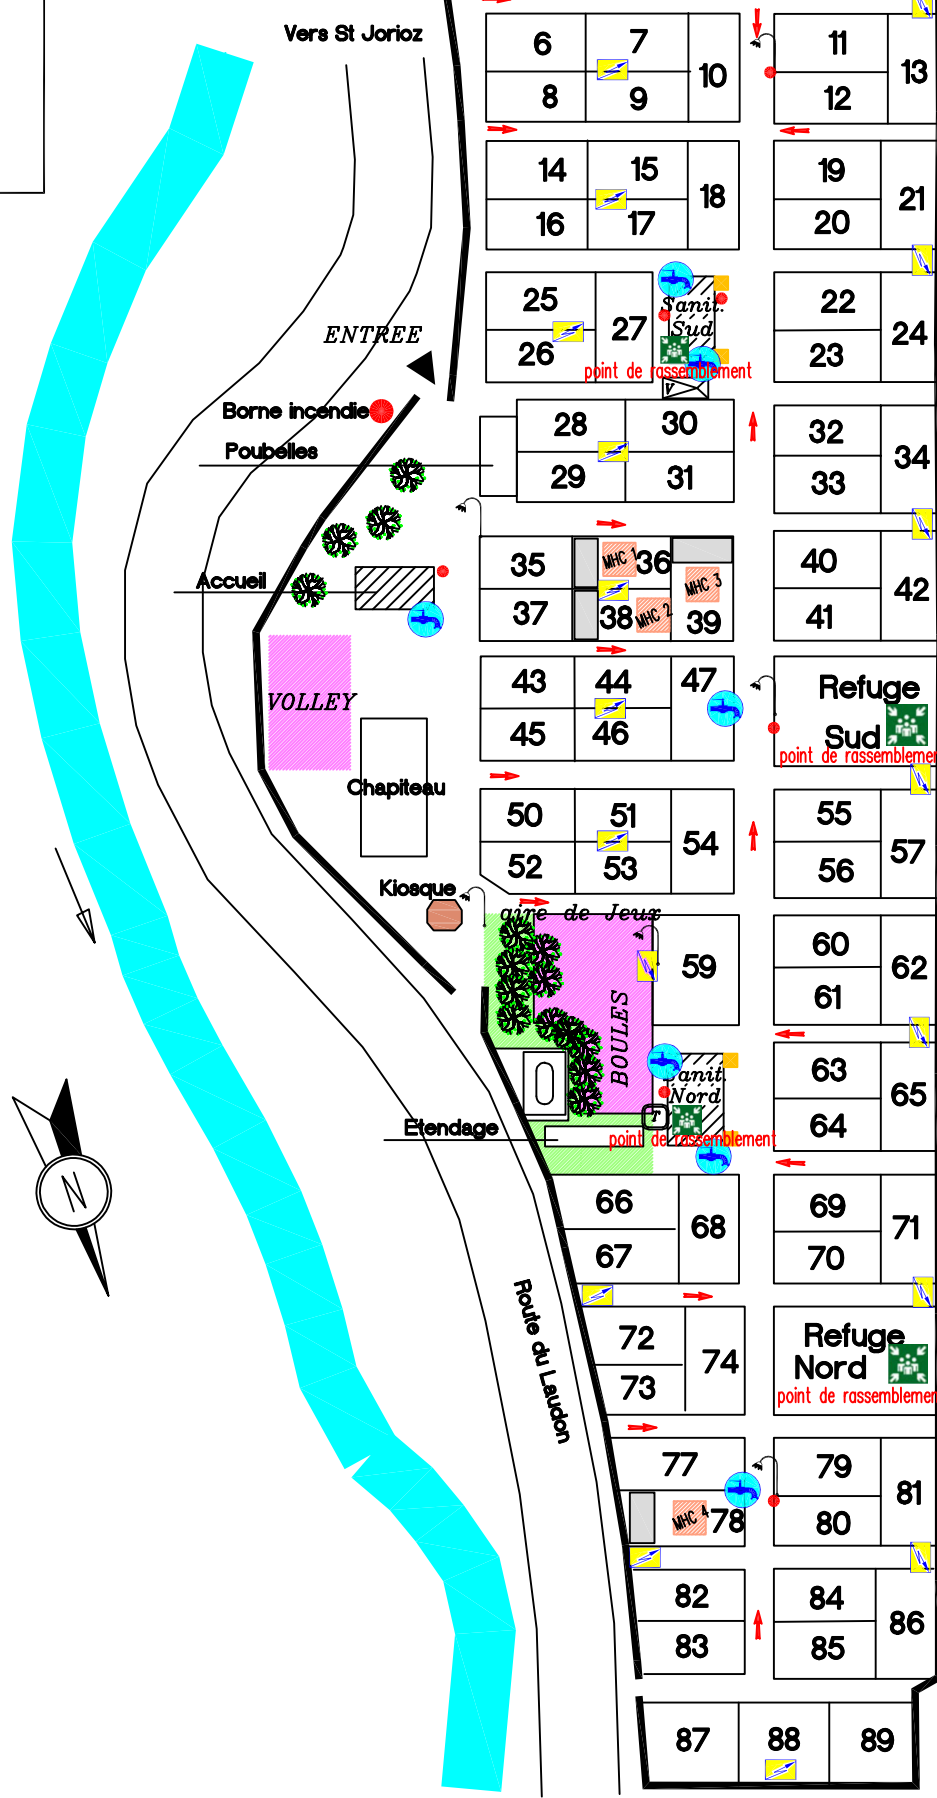 Vers St Jorioz
6
7
8
9
10
11
12
13
14
15
16
17
18
19
20
21
ENTREE
25
26
27
Sanit.
Sud
point de rassemblement
22
23
24
Borne incendie
Poubelles
V
28
30
29
31
32
33
34
Accueil
35
MHC 1
36
MHC 3
37
38
MHC 2
39
40
41
42
VOLLEY
43
44
47
45
46
Refuge
Sud
point de rassemblemen
Chapiteau
50
51
52
53
54
55
56
57
Kiosque
aire de Jeux
BOULES
59
60
61
62
Sanit.
Nord
T
Etendage
point de rassemblement
63
64
65
N
66
67
68
69
70
71
Route du Laudon
72
73
74
Refuge
Nord
point de rassemblemen
77
MHC 4
78
79
80
81
82
83
84
85
86
87
88
89